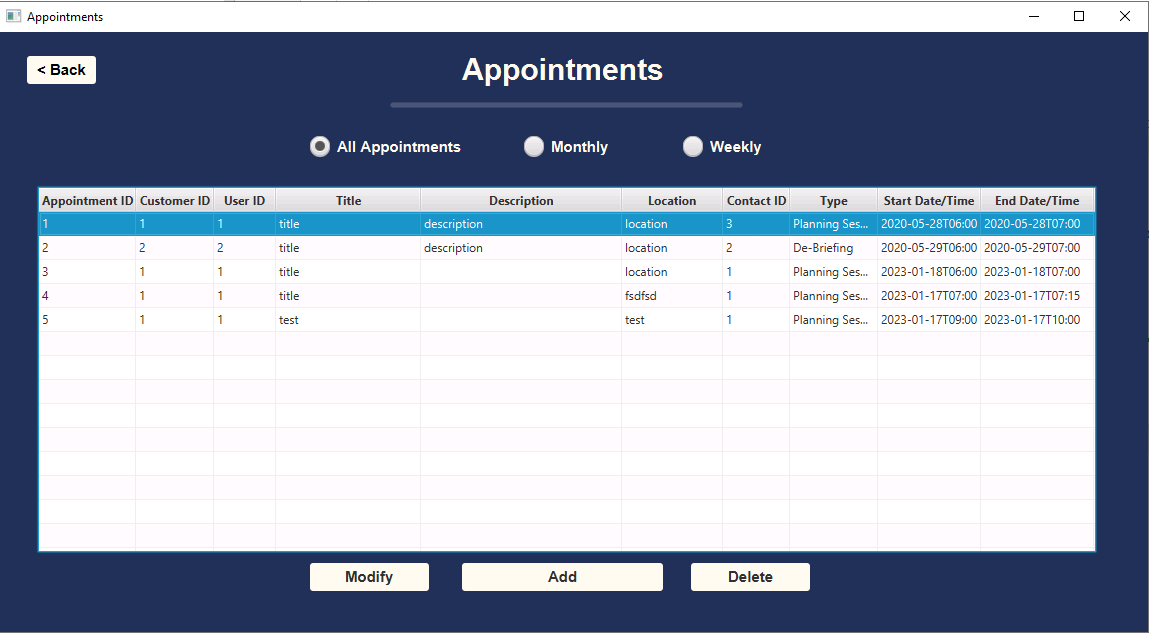 Appointments
< Back
Appointments
All Appointments Monthly Weekly
Appointment ID Customer ID User ID Title Description Location Contact ID Type Start Date/Time End Date/Time
1 1 1 title description location 3 Planning Ses... 2020-05-28T06:00 2020-05-28T07:00
2 2 2 title description location 2 De-Briefing 2020-05-29T06:00 2020-05-29T07:00
3 1 1 title location 1 Planning Ses... 2023-01-18T06:00 2023-01-18T07:00
4 1 1 title fsdfsd 1 Planning Ses... 2023-01-17T07:00 2023-01-17T07:15
5 1 1 test test 1 Planning Ses... 2023-01-17T09:00 2023-01-17T10:00
Modify Add Delete